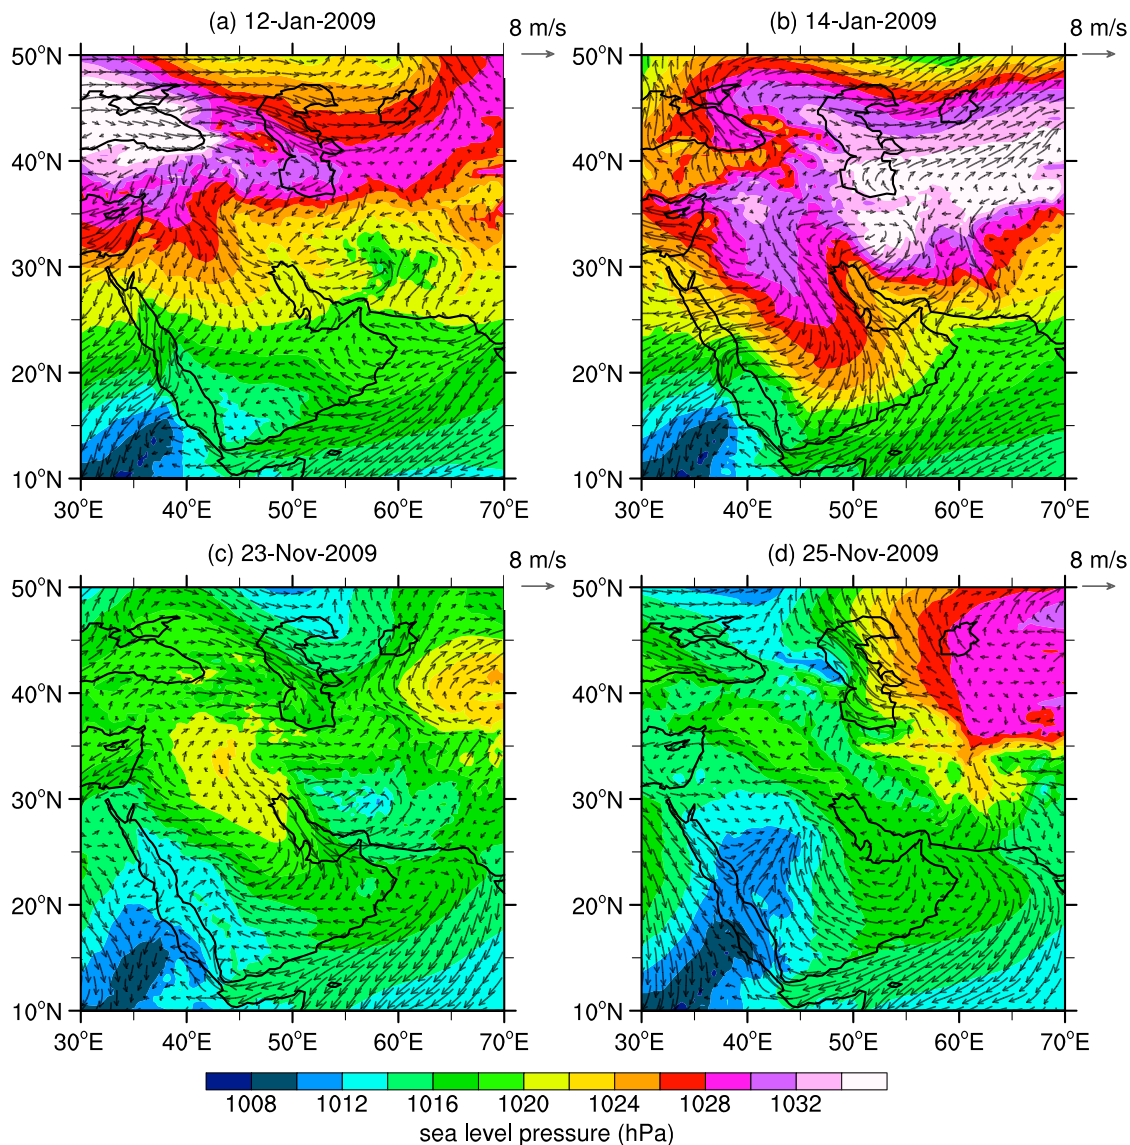 (a) 12-Jan-2009
8 m/s
(b) 14-Jan-2009
8 m/s
50°N
40°N
30°N
20°N
10°N
30°E 40°E 50°E 60°E 70°E
50°N
40°N
30°N
20°N
10°N
30°E 40°E 50°E 60°E 70°E
(c) 23-Nov-2009
8 m/s
(d) 25-Nov-2009
8 m/s
50°N
40°N
30°N
20°N
10°N
30°E 40°E 50°E 60°E 70°E
50°N
40°N
30°N
20°N
10°N
30°E 40°E 50°E 60°E 70°E
1008 1012 1016 1020 1024 1028 1032
sea level pressure (hPa)